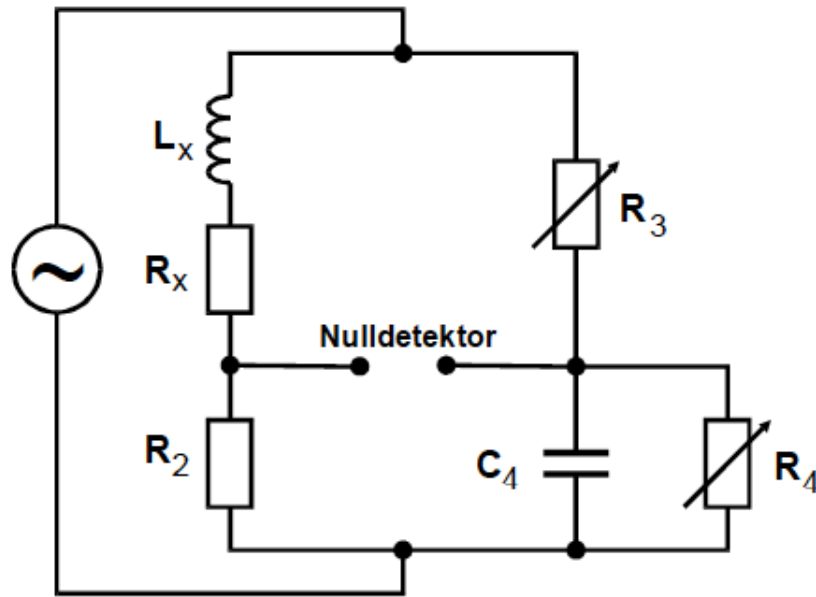 Lₓ
R₃
Rₓ
~
Nulldetektor
R₂
C₄
R₄